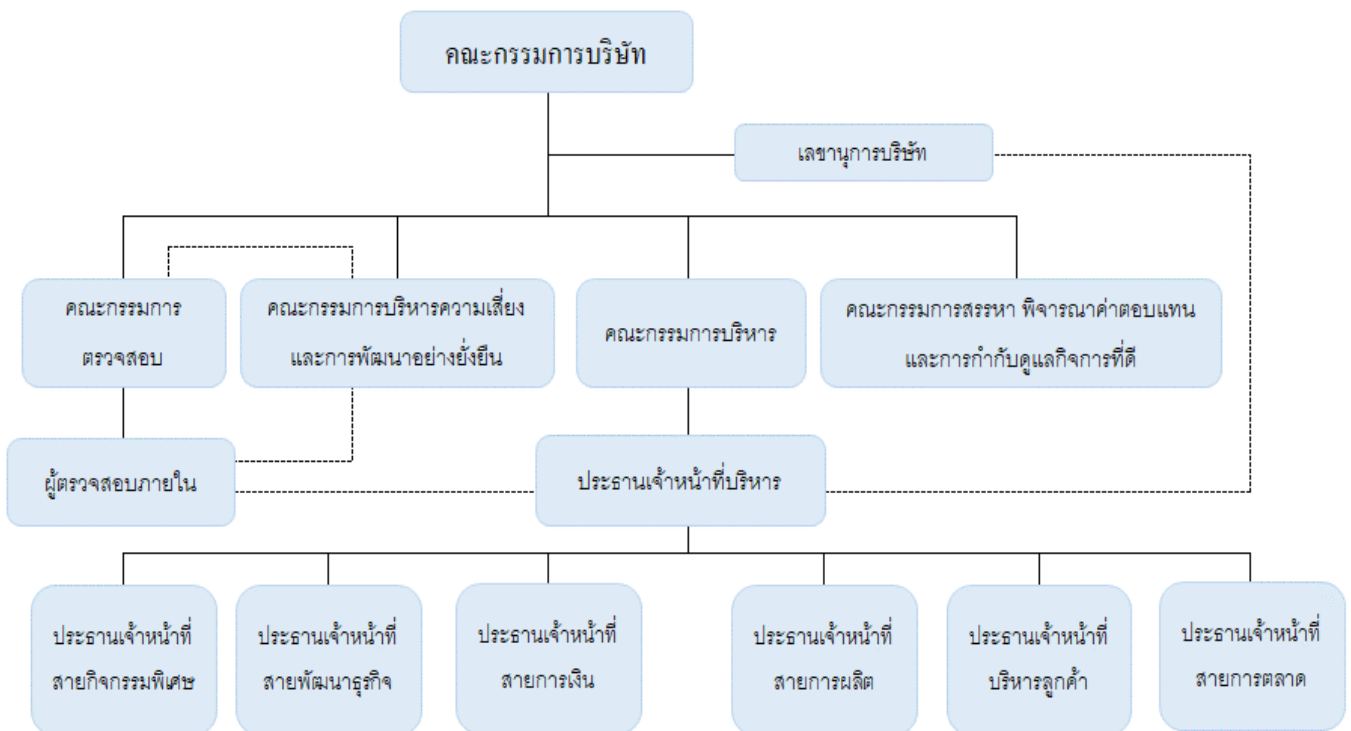 คณะกรรมการบริษัท
เลขานุการบริษัท
คณะกรรมการ
ตรวจสอบ
คณะกรรมการบริหารความเสี่ยง
และการพัฒนาอย่างยั่งยืน
คณะกรรมการบริหาร
คณะกรรมการสรรหา พิจารณาค่าตอบแทน
และการกำกับดูแลกิจการที่ดี
ผู้ตรวจสอบภายใน
ประธานเจ้าหน้าที่บริหาร
ประธานเจ้าหน้าที่
สายกิจกรรมพิเศษ
ประธานเจ้าหน้าที่
สายพัฒนาธุรกิจ
ประธานเจ้าหน้าที่
สายการเงิน
ประธานเจ้าหน้าที่
สายการผลิต
ประธานเจ้าหน้าที่
บริหารลูกค้า
ประธานเจ้าหน้าที่
สายการตลาด